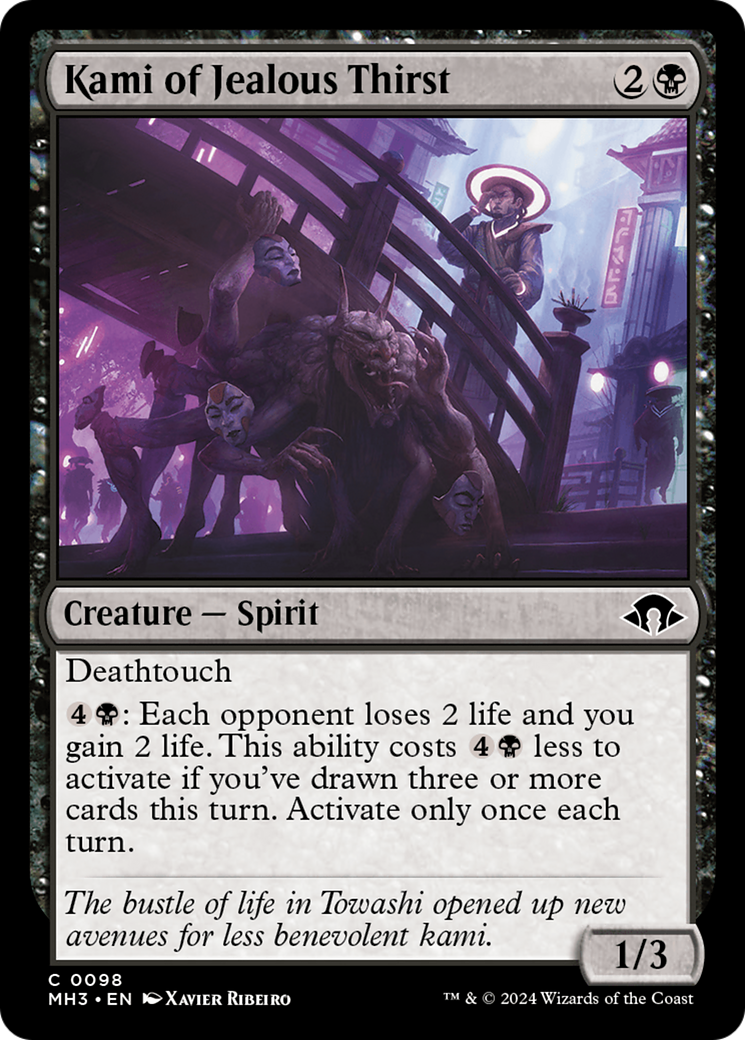 Kami of Jealous Thirst 2
Creature — Spirit
Deathtouch
4: Each opponent loses 2 life and you
gain 2 life. This ability costs 4 less to
activate if you've drawn three or more
cards this turn. Activate only once each
turn.
The bustle of life in Towashi opened up new
avenues for less benevolent kami.
1/3
C 0098
MH3 • EN Xavier Ribeiro
™ & © 2024 Wizards of the Coast